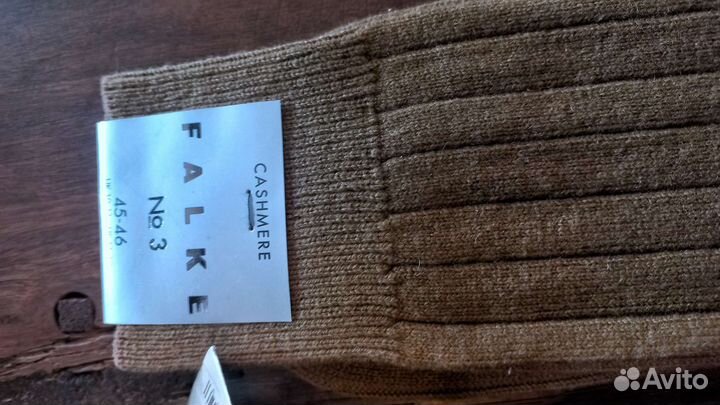 CASHMERE
FALKE
No 3
45-46
Avito